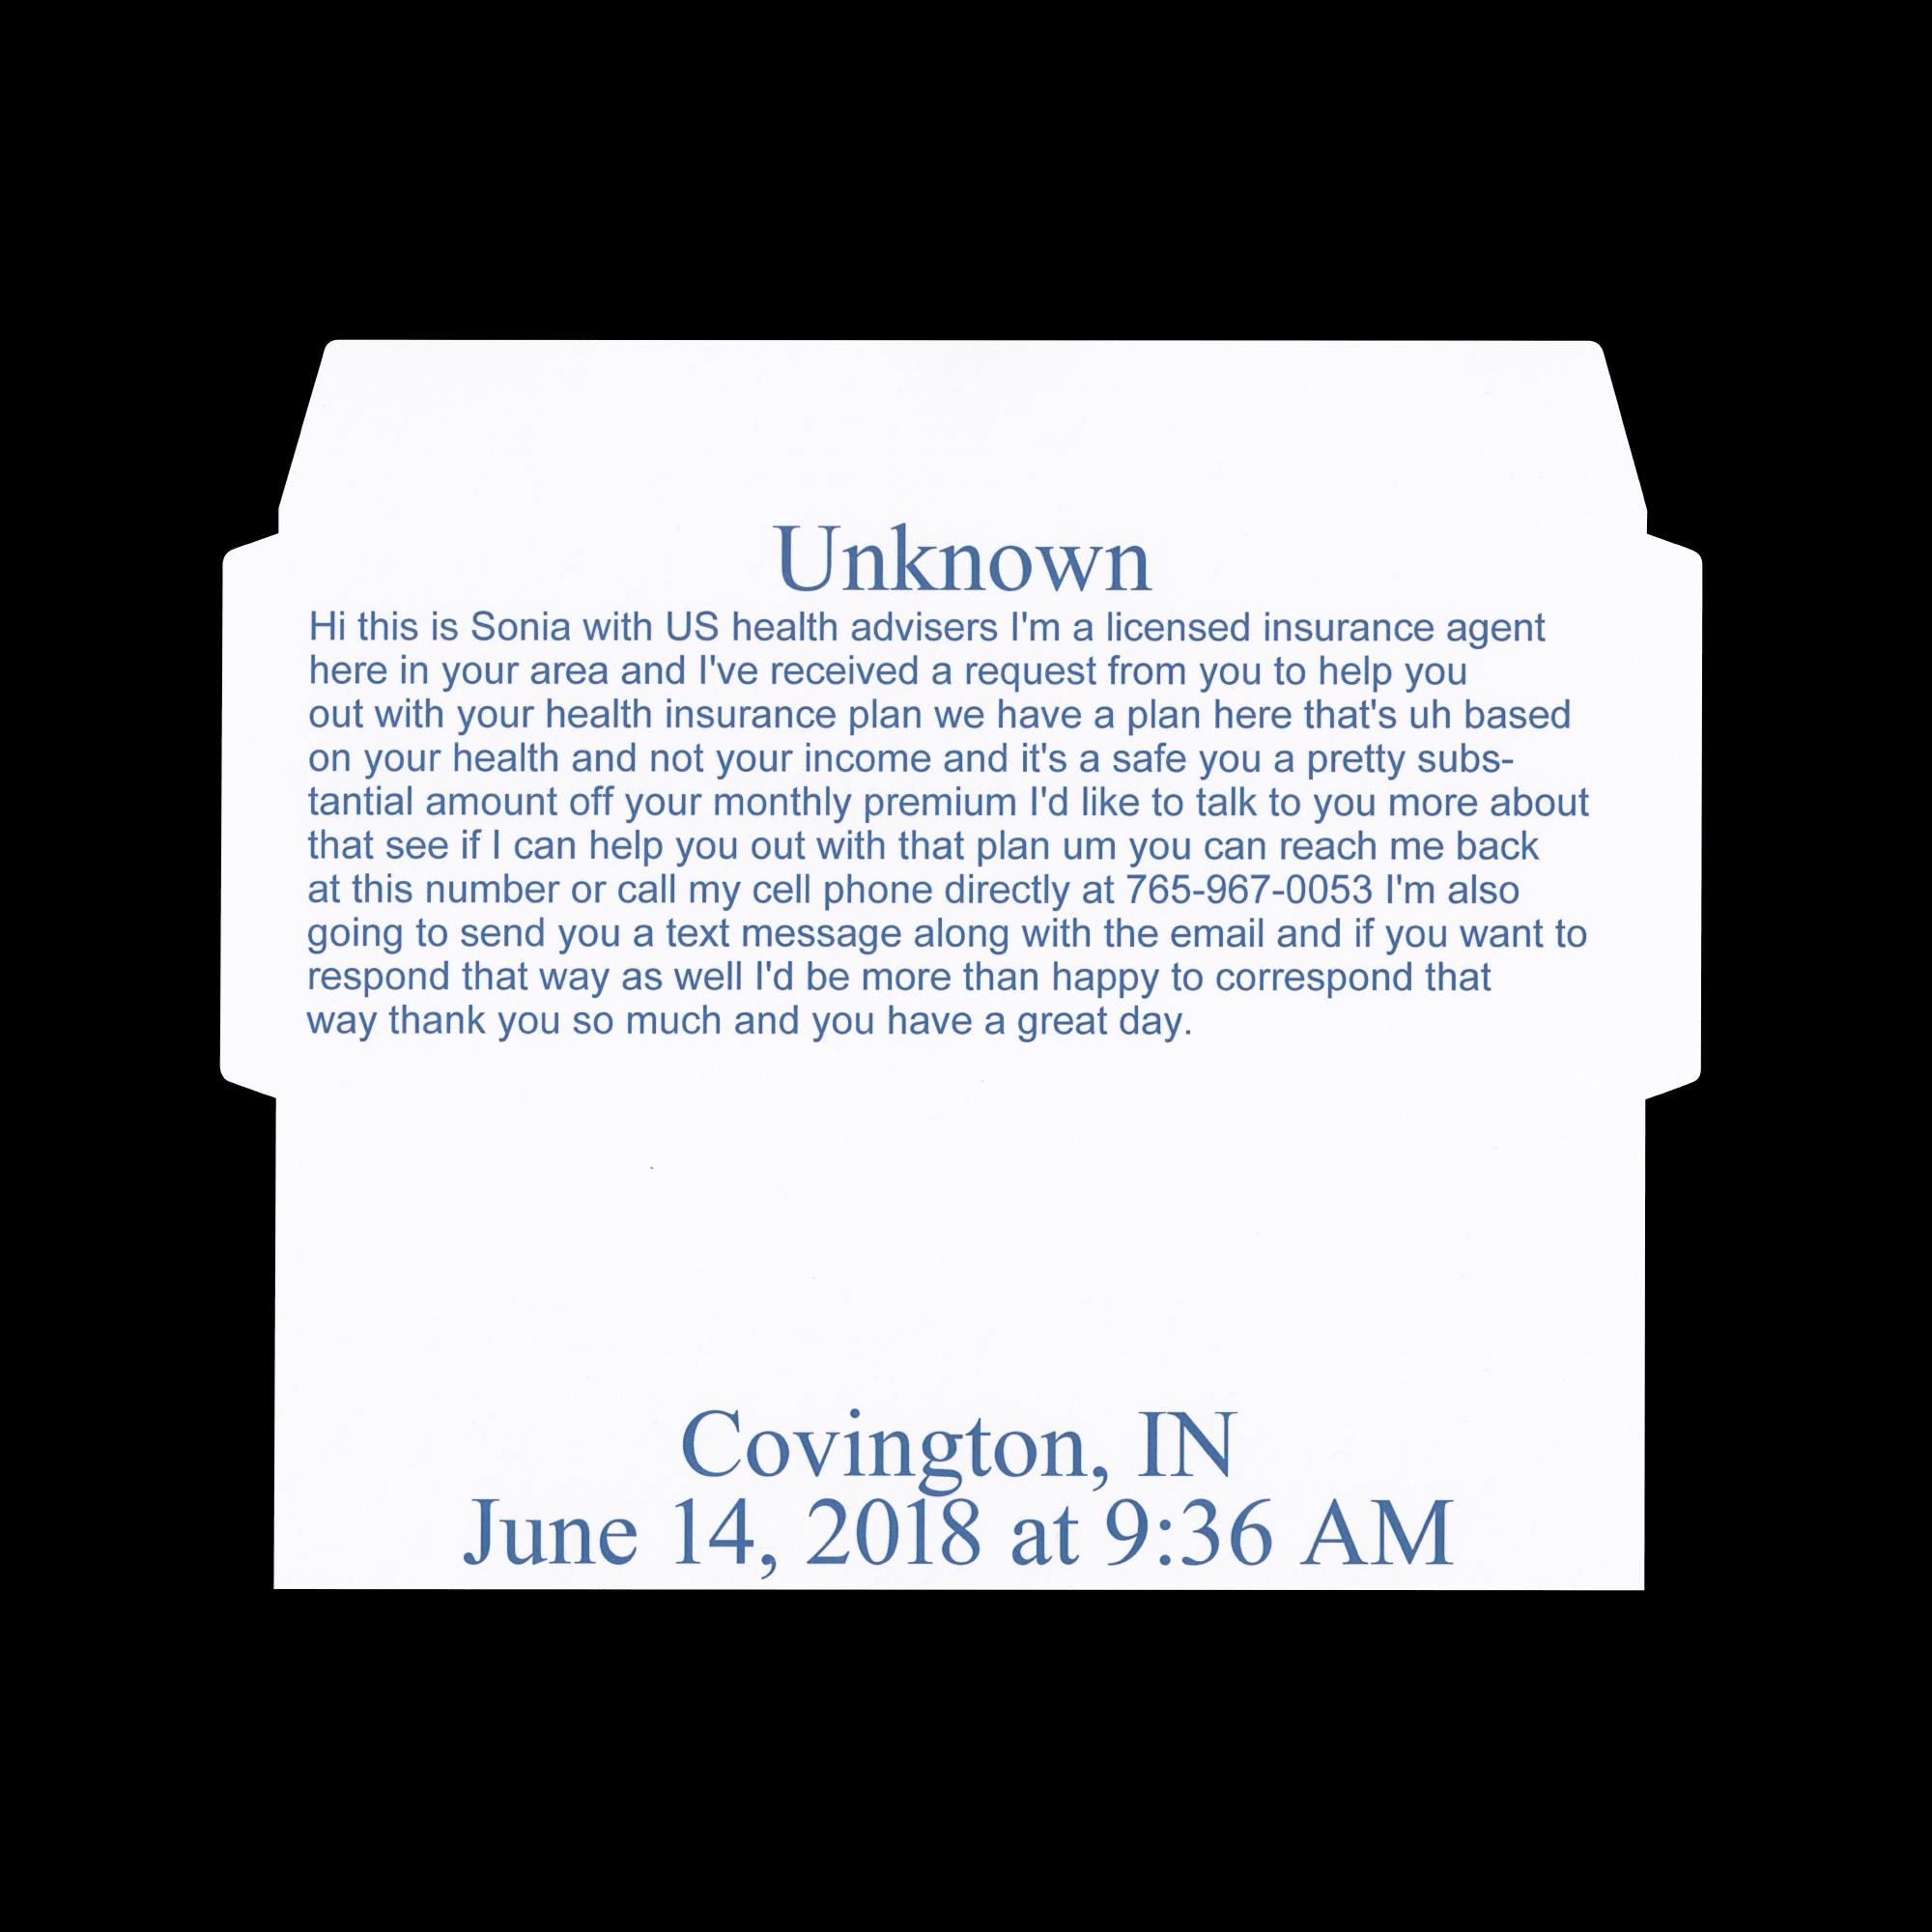 Unknown
Hi this is Sonia with US health advisers I'm a licensed insurance agent
here in your area and I've received a request from you to help you
out with your health insurance plan we have a plan here that's uh based
on your health and not your income and it's a safe you a pretty subs-
tantial amount off your monthly premium I'd like to talk to you more about
that see if I can help you out with that plan um you can reach me back
at this number or call my cell phone directly at 765-967-0053 I'm also
going to send you a text message along with the email and if you want to
respond that way as well I'd be more than happy to correspond that
way thank you so much and you have a great day.
Covington, IN
June 14, 2018 at 9:36 AM